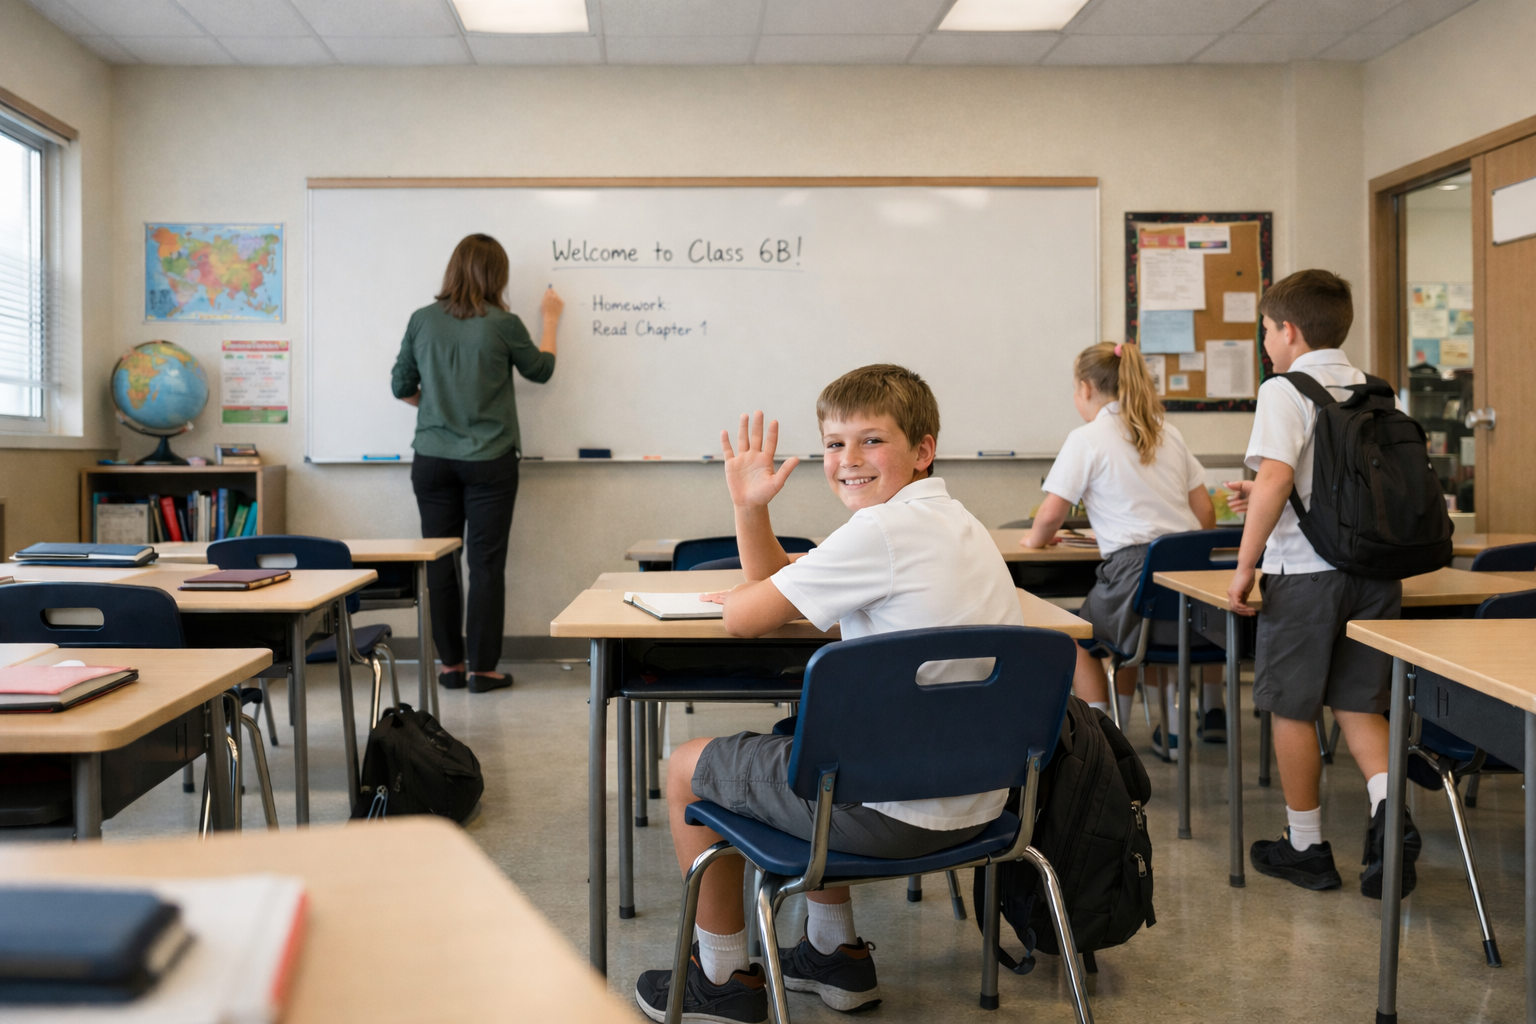 Welcome to Class 6B!
Homework:
Read Chapter 1